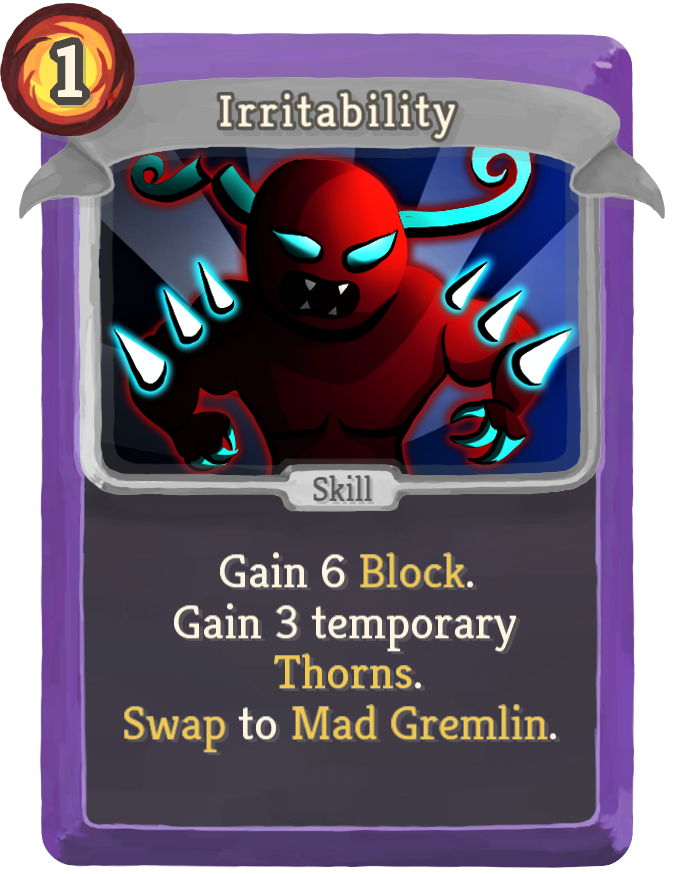 1
Irritability
Skill
Gain 6 Block.
Gain 3 temporary
Thorns.
Swap to Mad Gremlin.